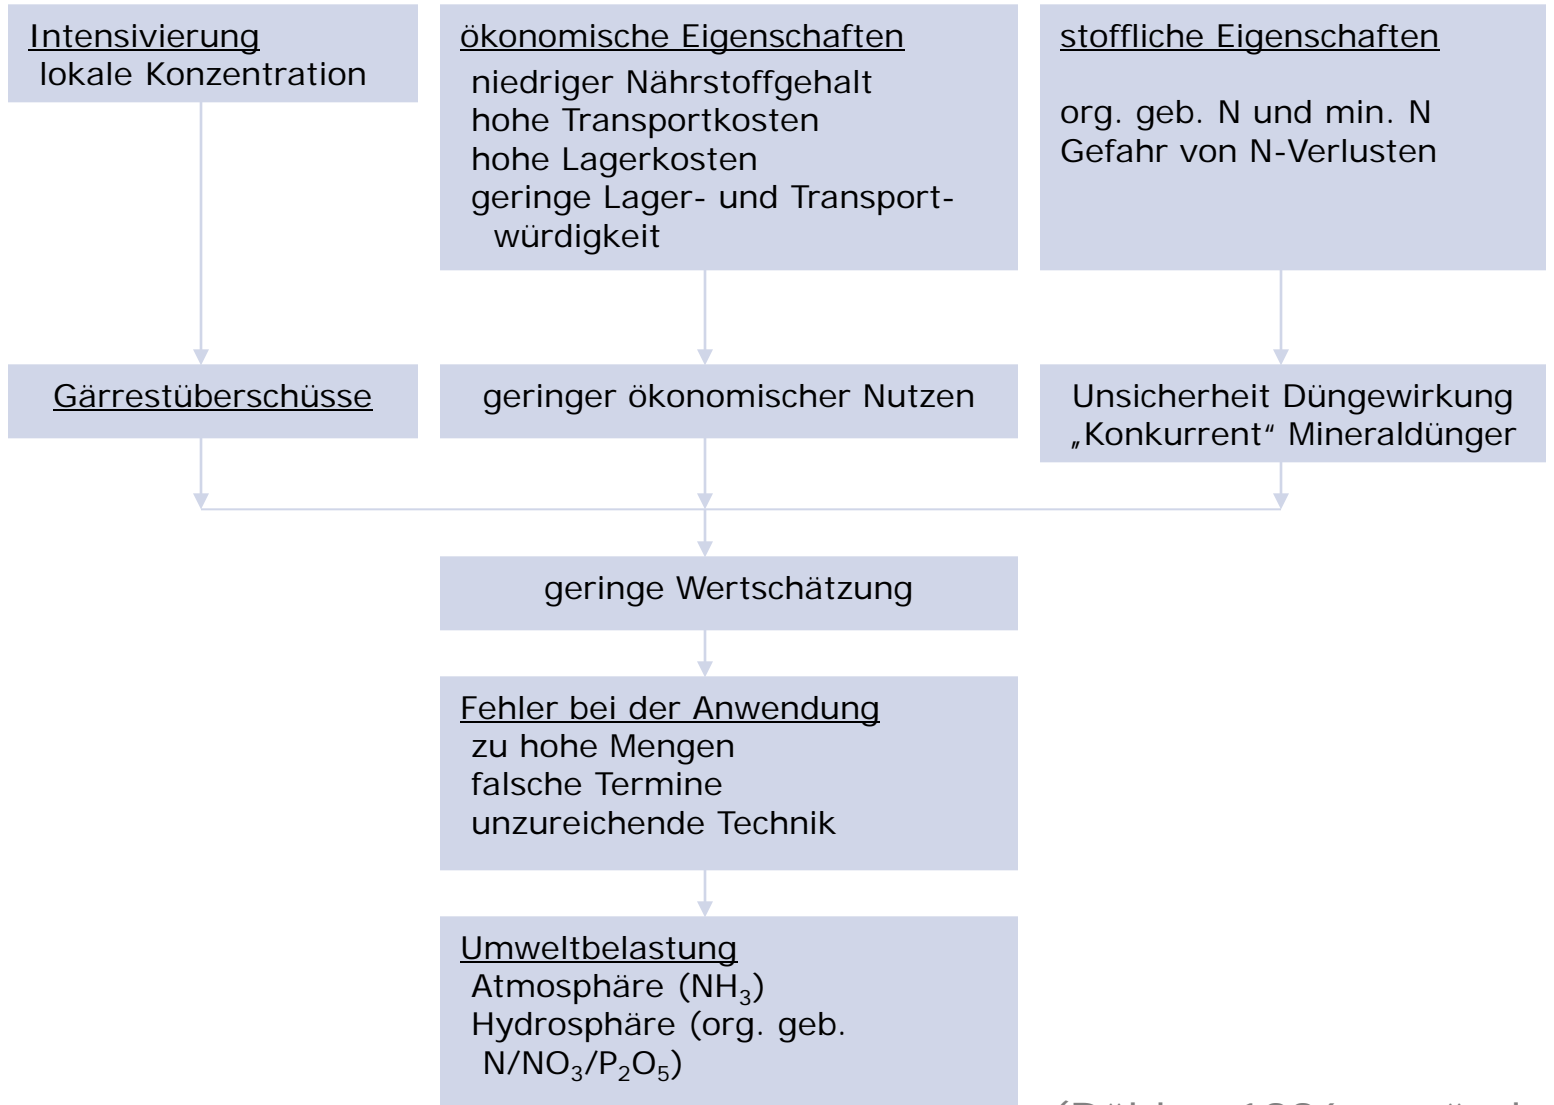 Intensivierung
lokale Konzentration
ökonomische Eigenschaften
niedriger Nährstoffgehalt
hohe Transportkosten
hohe Lagerkosten
geringe Lager- und Transport-
würdigkeit
stoffliche Eigenschaften
org. geb. N und min. N
Gefahr von N-Verlusten
Gärrestüberschüsse
geringer ökonomischer Nutzen
Unsicherheit Düngewirkung
„Konkurrent“ Mineraldünger
geringe Wertschätzung
Fehler bei der Anwendung
zu hohe Mengen
falsche Termine
unzureichende Technik
Umweltbelastung
Atmosphäre (NH₃)
Hydrosphäre (org. geb.
N/NO₃/P₂O₅)